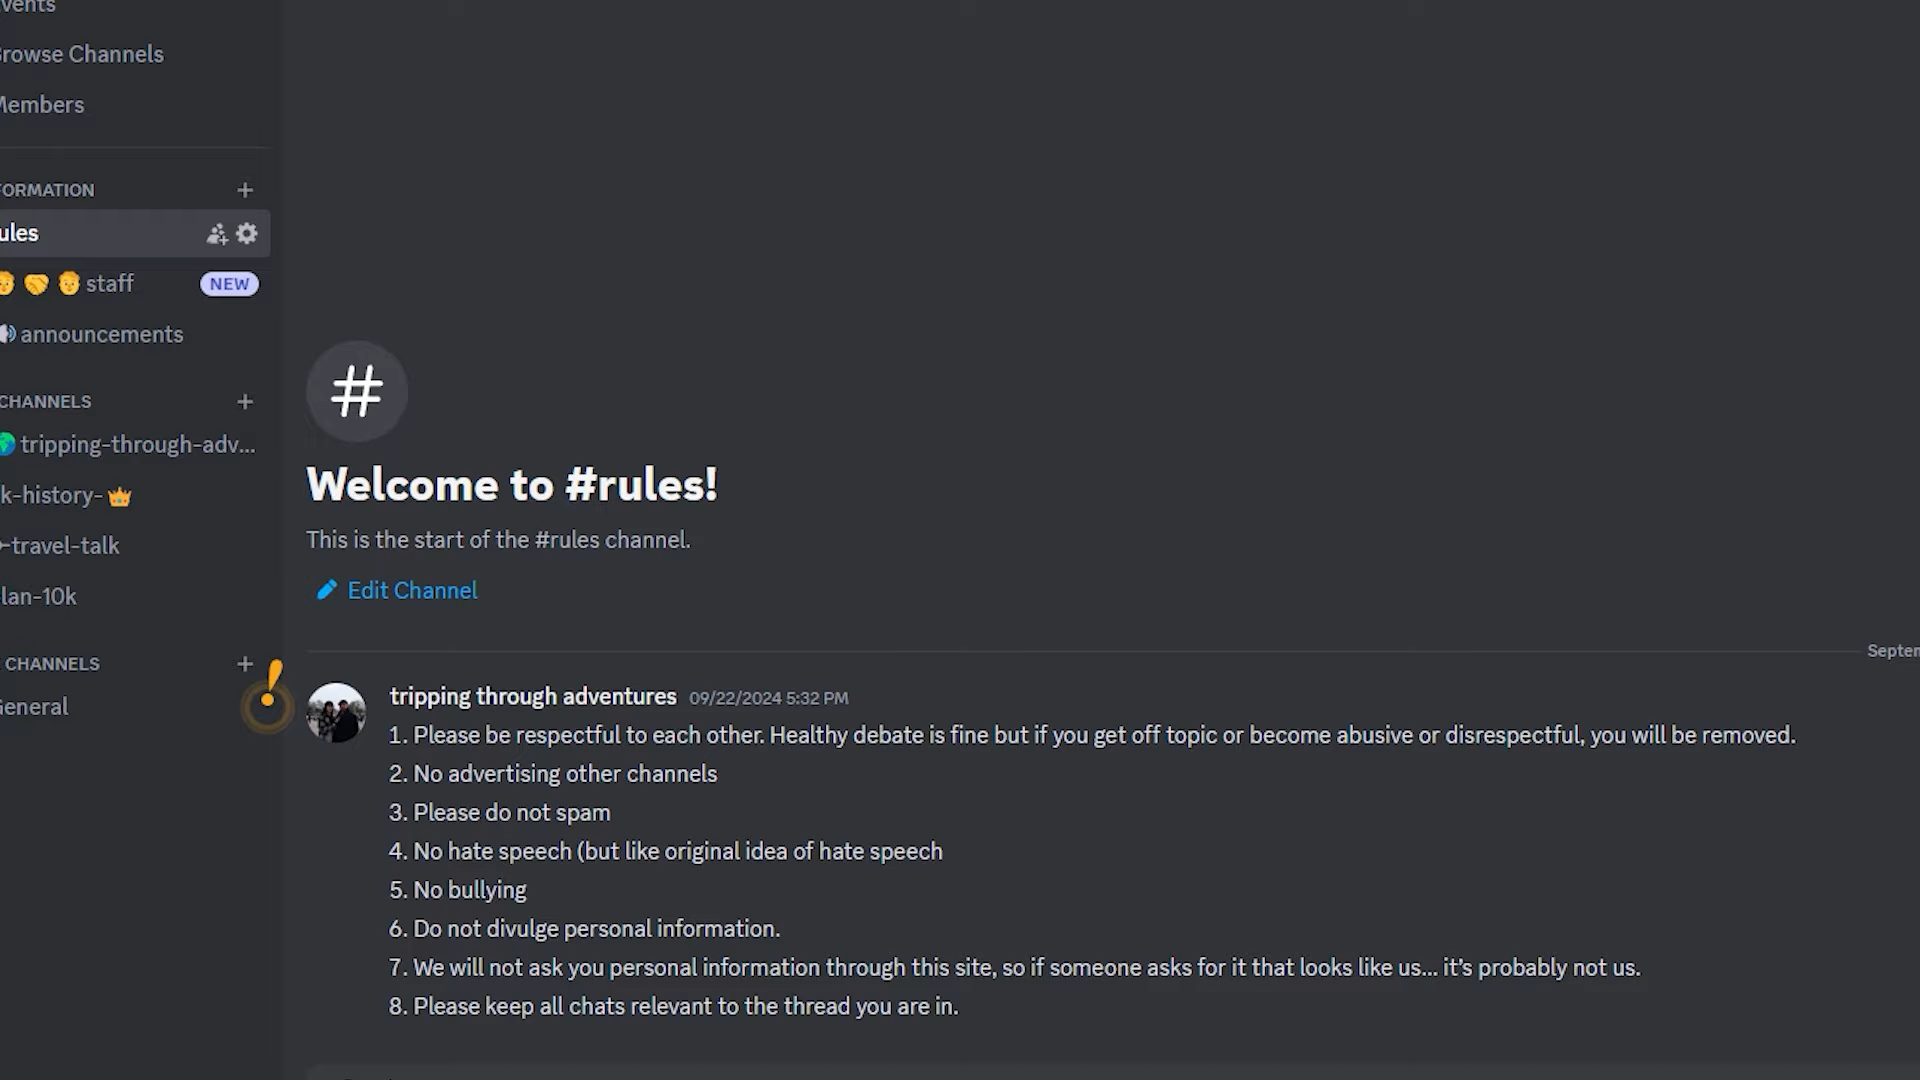 vents
rowse Channels
Members
FORMATION
ules
staff NEW
announcements
CHANNELS
tripping-through-adv...
k-history-
-travel-talk
lan-10k
CHANNELS
General
#
Welcome to #rules!
This is the start of the #rules channel.
Edit Channel
Septem
tripping through adventures 09/22/2024 5:32 PM
1. Please be respectful to each other. Healthy debate is fine but if you get off topic or become abusive or disrespectful, you will be removed.
2. No advertising other channels
3. Please do not spam
4. No hate speech (but like original idea of hate speech
5. No bullying
6. Do not divulge personal information.
7. We will not ask you personal information through this site, so if someone asks for it that looks like us... it's probably not us.
8. Please keep all chats relevant to the thread you are in.